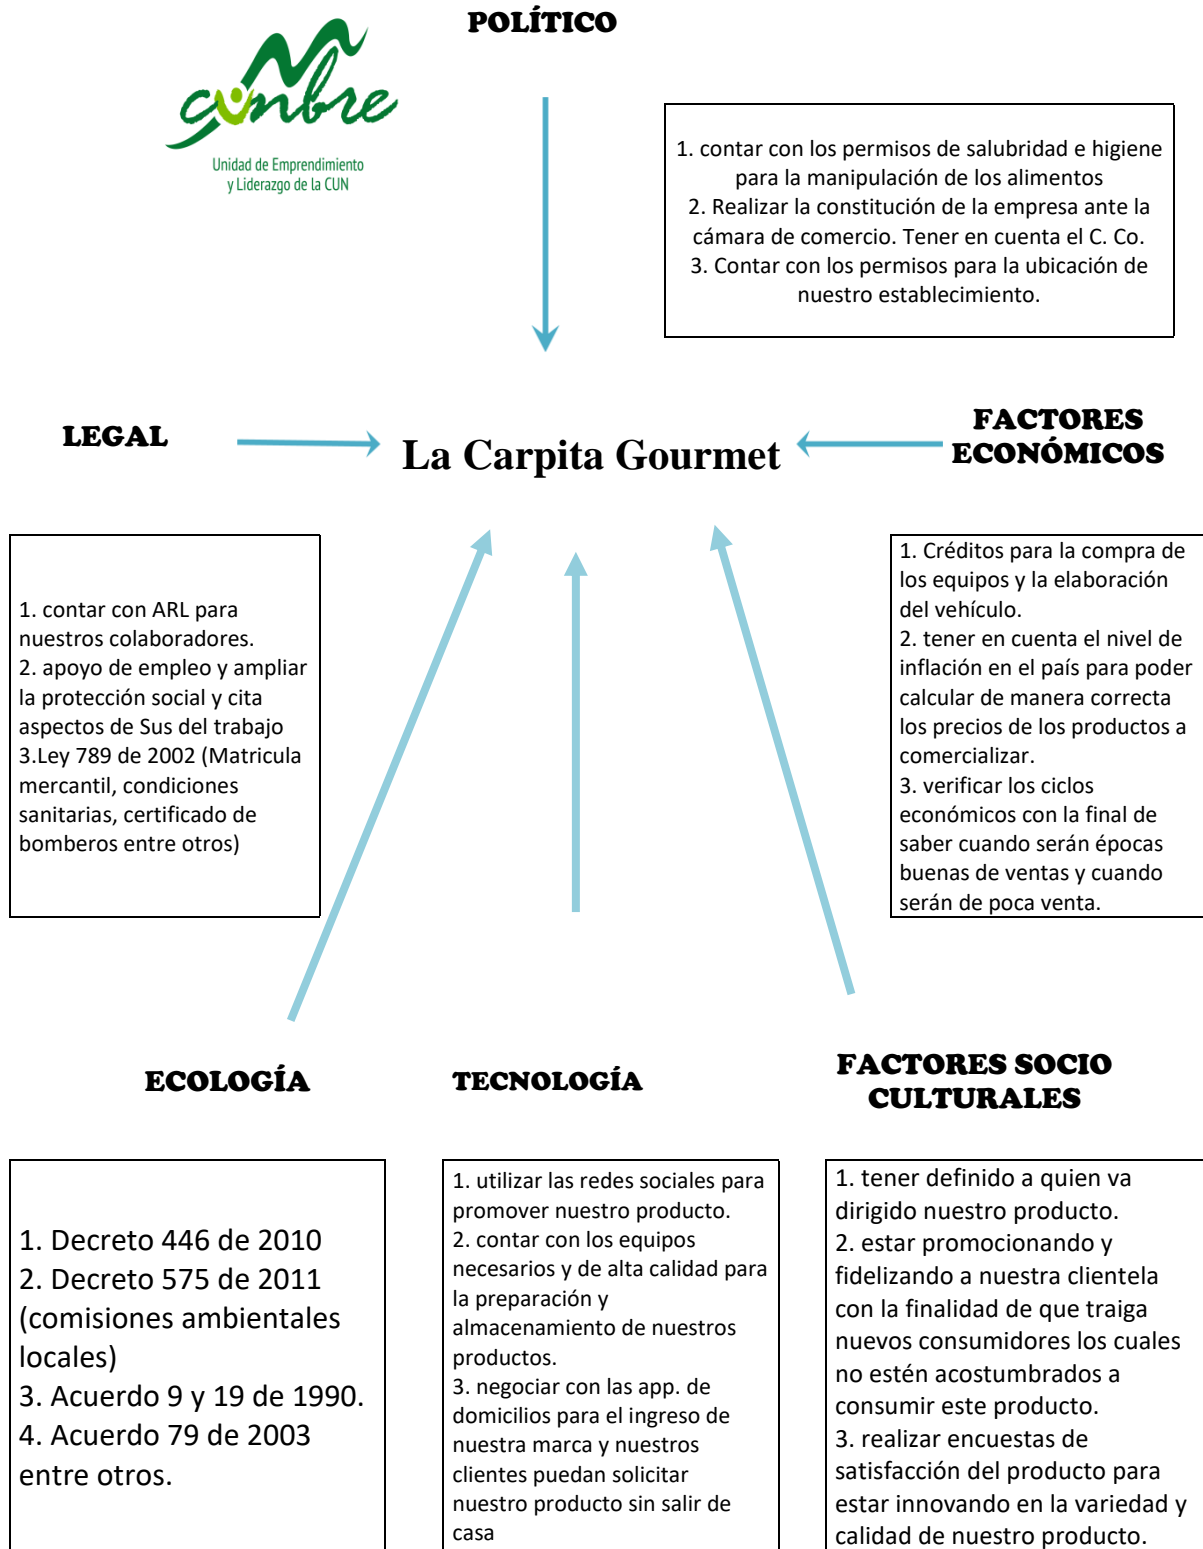 POLÍTICO
cumbre
Unidad de Emprendimiento
y Liderazgo de la CUN
1. contar con los permisos de salubridad e higiene
para la manipulación de los alimentos
2. Realizar la constitución de la empresa ante la
cámara de comercio. Tener en cuenta el C. Co.
3. Contar con los permisos para la ubicación de
nuestro establecimiento.
LEGAL
La Carpita Gourmet
FACTORES
ECONÓMICOS
1. contar con ARL para
nuestros colaboradores.
2. apoyo de empleo y ampliar
la protección social y cita
aspectos de Sus del trabajo
3.Ley 789 de 2002 (Matricula
mercantil, condiciones
sanitarias, certificado de
bomberos entre otros)
1. Créditos para la compra de
los equipos y la elaboración
del vehículo.
2. tener en cuenta el nivel de
inflación en el país para poder
calcular de manera correcta
los precios de los productos a
comercializar.
3. verificar los ciclos
económicos con la final de
saber cuando serán épocas
buenas de ventas y cuando
serán de poca venta.
ECOLOGÍA
TECNOLOGÍA
FACTORES SOCIO
CULTURALES
1. Decreto 446 de 2010
2. Decreto 575 de 2011
(comisiones ambientales
locales)
3. Acuerdo 9 y 19 de 1990.
4. Acuerdo 79 de 2003
entre otros.
1. utilizar las redes sociales para
promover nuestro producto.
2. contar con los equipos
necesarios y de alta calidad para
la preparación y
almacenamiento de nuestros
productos.
3. negociar con las app. de
domicilios para el ingreso de
nuestra marca y nuestros
clientes puedan solicitar
nuestro producto sin salir de
casa
1. tener definido a quien va
dirigido nuestro producto.
2. estar promocionando y
fidelizando a nuestra clientela
con la finalidad de que traiga
nuevos consumidores los cuales
no estén acostumbrados a
consumir este producto.
3. realizar encuestas de
satisfacción del producto para
estar innovando en la variedad y
calidad de nuestro producto.